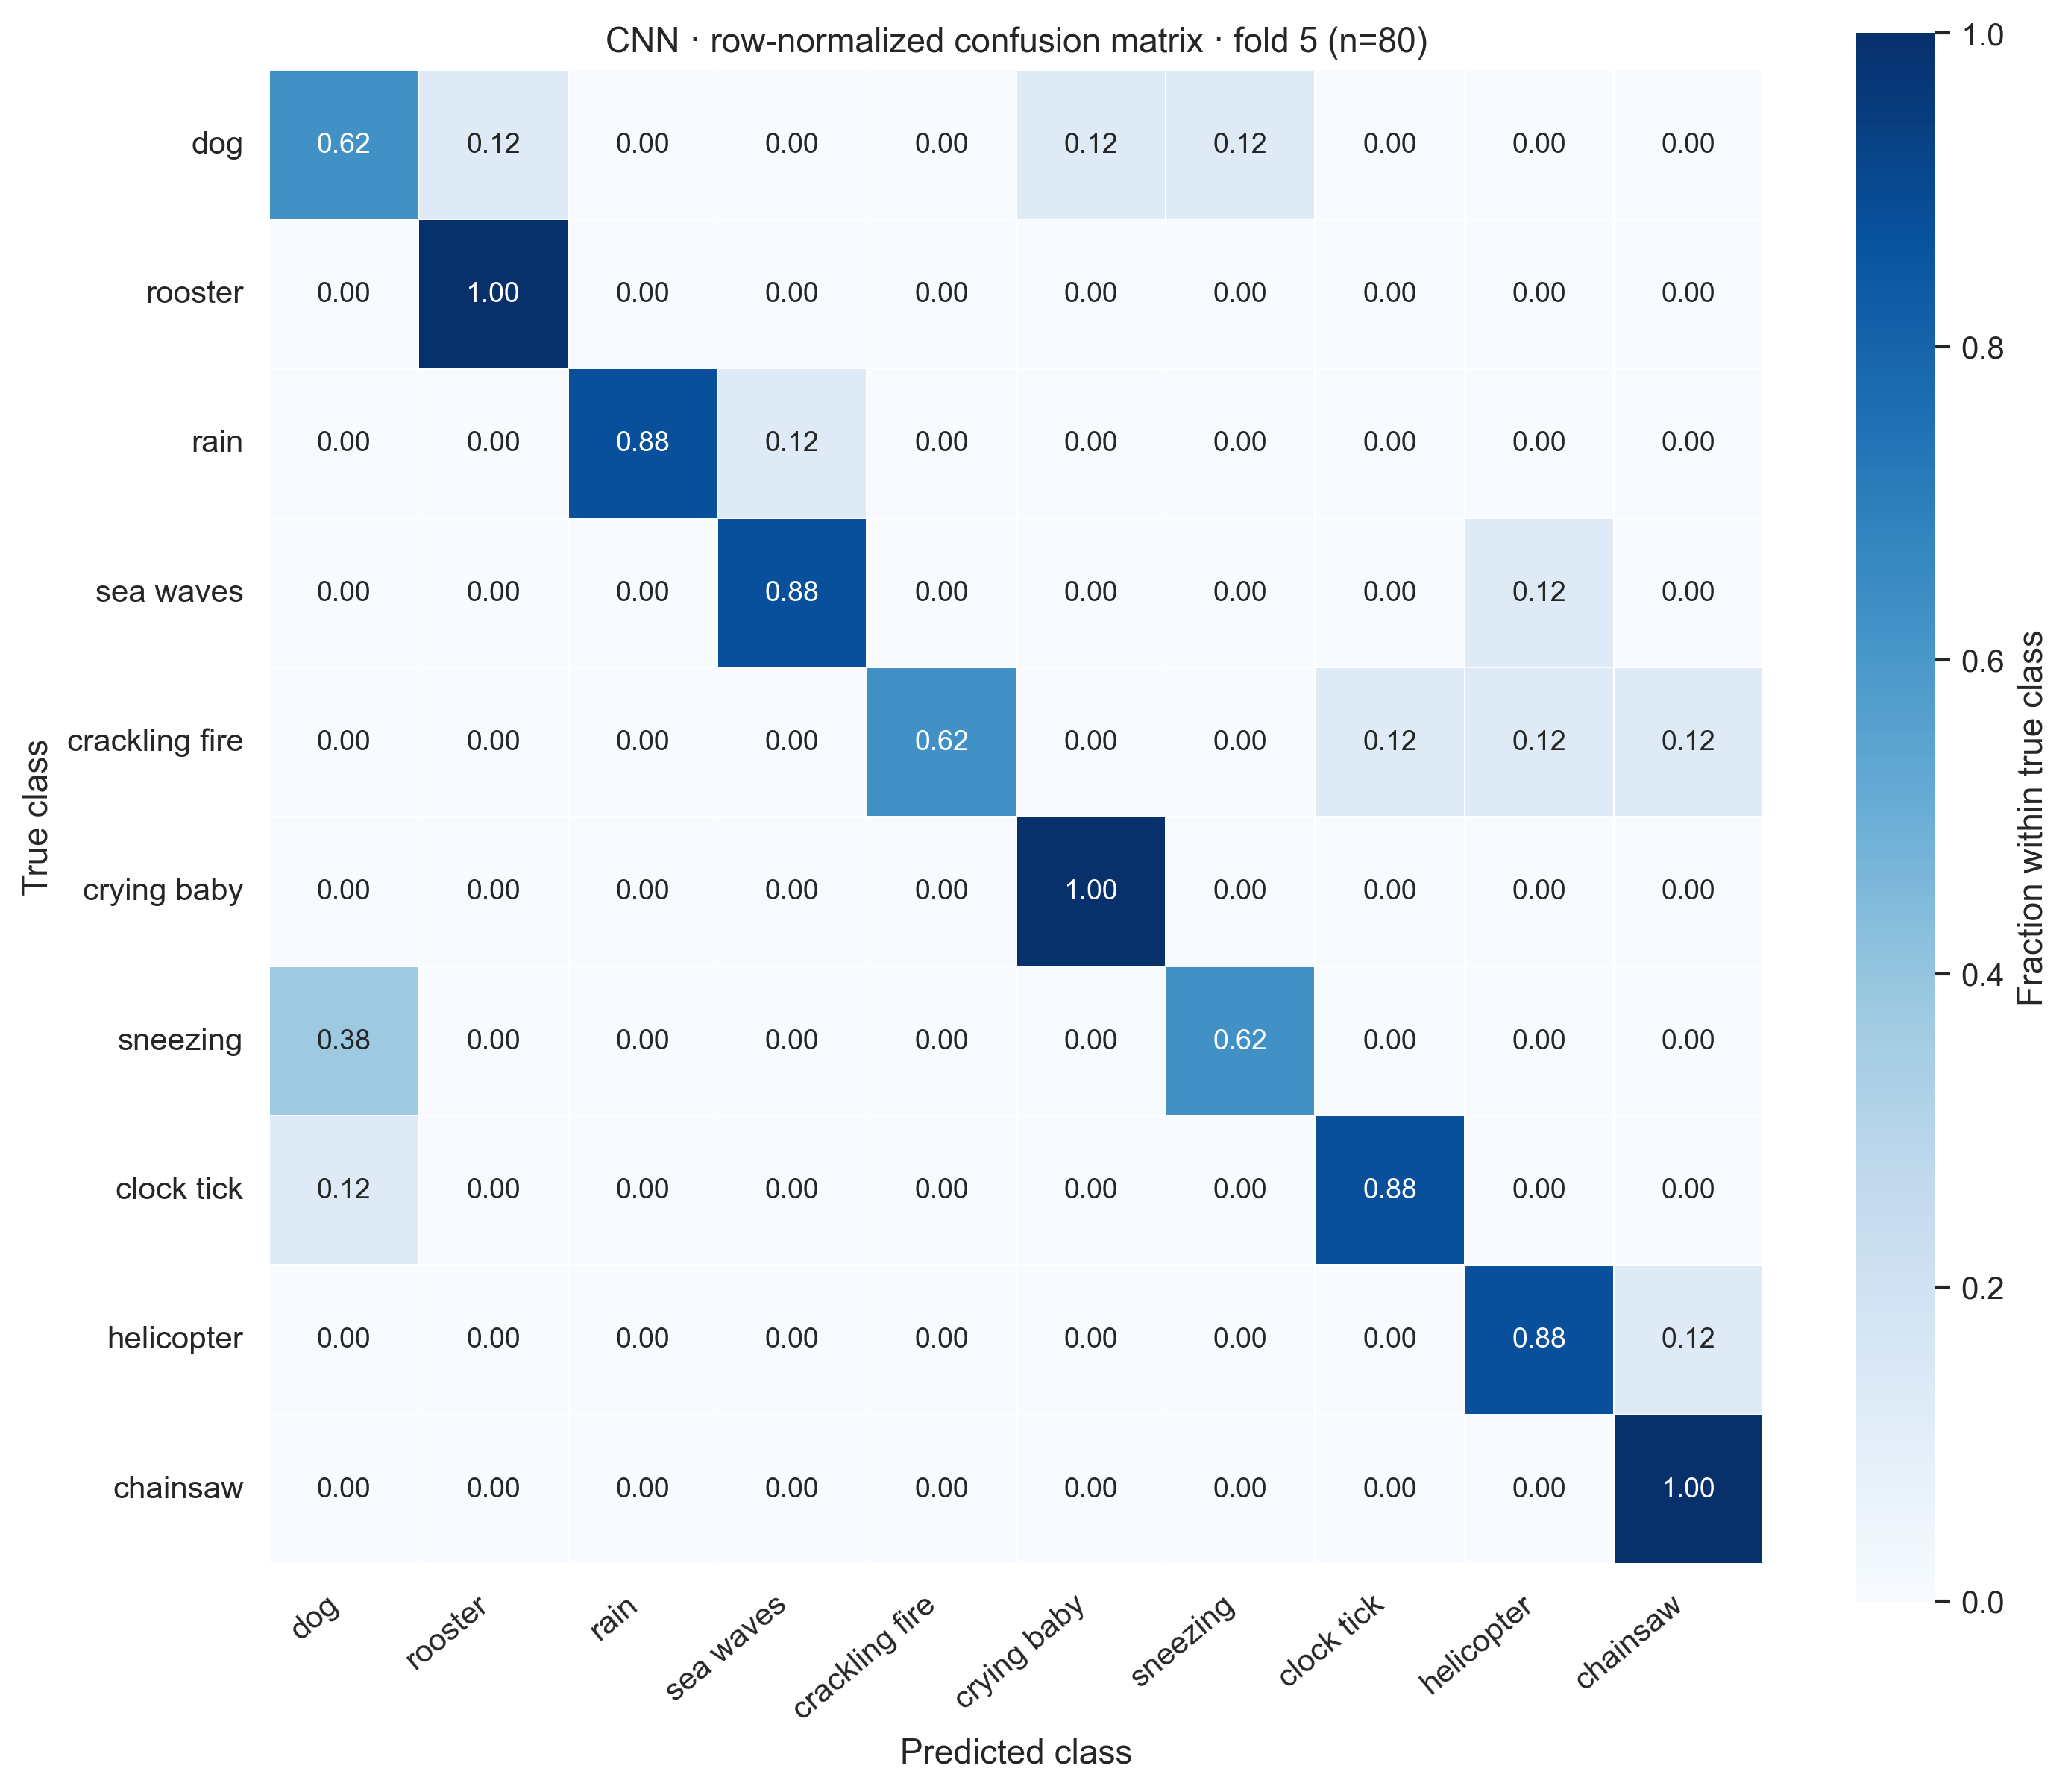 CNN · row-normalized confusion matrix · fold 5 (n=80)
True class
dog 0.62 0.12 0.00 0.00 0.00 0.12 0.12 0.00 0.00 0.00
rooster 0.00 1.00 0.00 0.00 0.00 0.00 0.00 0.00 0.00 0.00
rain 0.00 0.00 0.88 0.12 0.00 0.00 0.00 0.00 0.00 0.00
sea waves 0.00 0.00 0.00 0.88 0.00 0.00 0.00 0.00 0.12 0.00
crackling fire 0.00 0.00 0.00 0.00 0.62 0.00 0.00 0.12 0.12 0.12
crying baby 0.00 0.00 0.00 0.00 0.00 1.00 0.00 0.00 0.00 0.00
sneezing 0.38 0.00 0.00 0.00 0.00 0.00 0.62 0.00 0.00 0.00
clock tick 0.12 0.00 0.00 0.00 0.00 0.00 0.00 0.88 0.00 0.00
helicopter 0.00 0.00 0.00 0.00 0.00 0.00 0.00 0.00 0.88 0.12
chainsaw 0.00 0.00 0.00 0.00 0.00 0.00 0.00 0.00 0.00 1.00
dog rooster rain sea waves crackling fire crying baby sneezing clock tick helicopter chainsaw
Predicted class
1.0
0.8
0.6
0.4
0.2
0.0
Fraction within true class